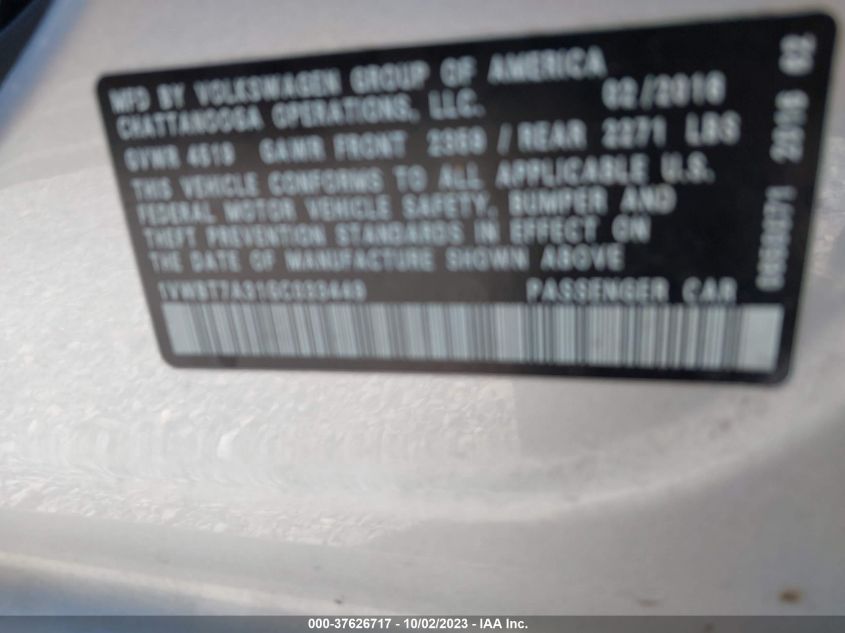 MFD BY VOLKSWAGEN GROUP OF AMERICA
CHATTANOOGA OPERATIONS, LLC. 02/2016
GVWR 4519 GAWR FRONT / REAR 2271 LBS
THIS VEHICLE CONFORMS TO ALL APPLICABLE U.S.
FEDERAL MOTOR VEHICLE SAFETY, BUMPER AND
THEFT PREVENTION STANDARDS IN EFFECT ON
THE DATE OF MANUFACTURE SHOWN ABOVE
PASSENGER CAR
000-37626717 - 10/02/2023 - IAA Inc.